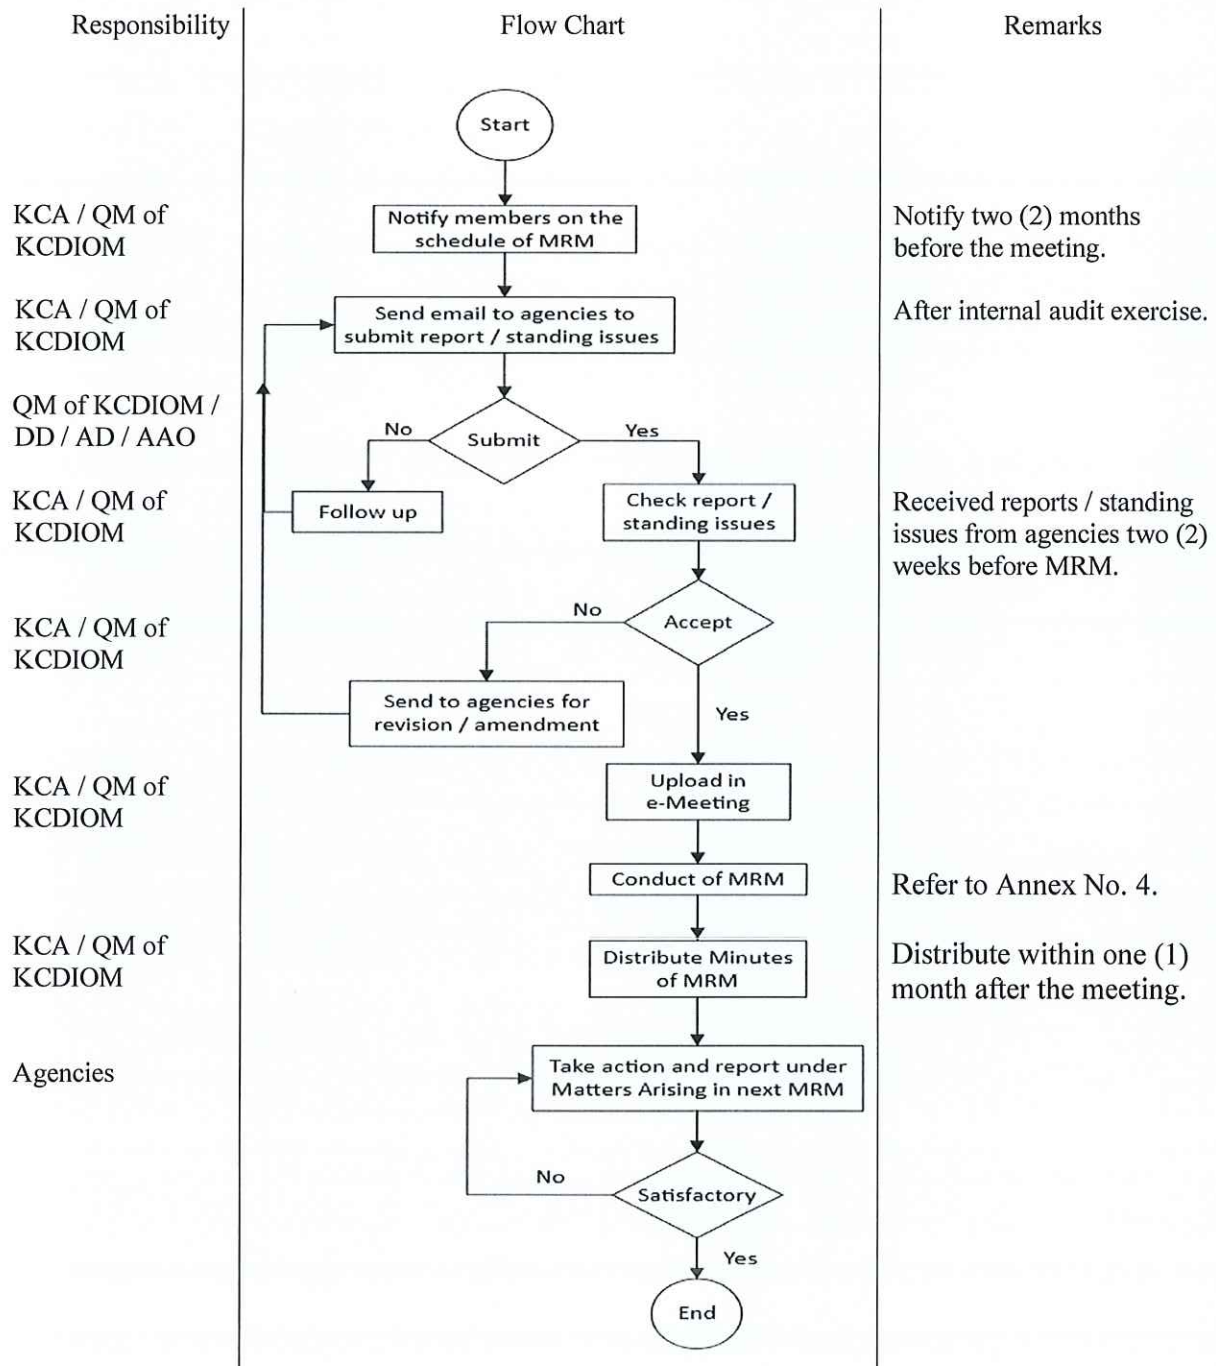 Responsibility
Flow Chart
Remarks
Start
KCA / QM of
KCDIOM
Notify members on the
schedule of MRM
Notify two (2) months
before the meeting.
KCA / QM of
KCDIOM
Send email to agencies to
submit report / standing issues
After internal audit exercise.
QM of KCDIOM /
DD / AD / AAO
No
Submit
Yes
KCA / QM of
KCDIOM
Follow up
Check report /
standing issues
Received reports / standing
issues from agencies two (2)
weeks before MRM.
KCA / QM of
KCDIOM
No
Accept
Send to agencies for
revision / amendment
Yes
KCA / QM of
KCDIOM
Upload in
e-Meeting
Conduct of MRM
Refer to Annex No. 4.
KCA / QM of
KCDIOM
Distribute Minutes
of MRM
Distribute within one (1)
month after the meeting.
Agencies
Take action and report under
Matters Arising in next MRM
No
Satisfactory
Yes
End